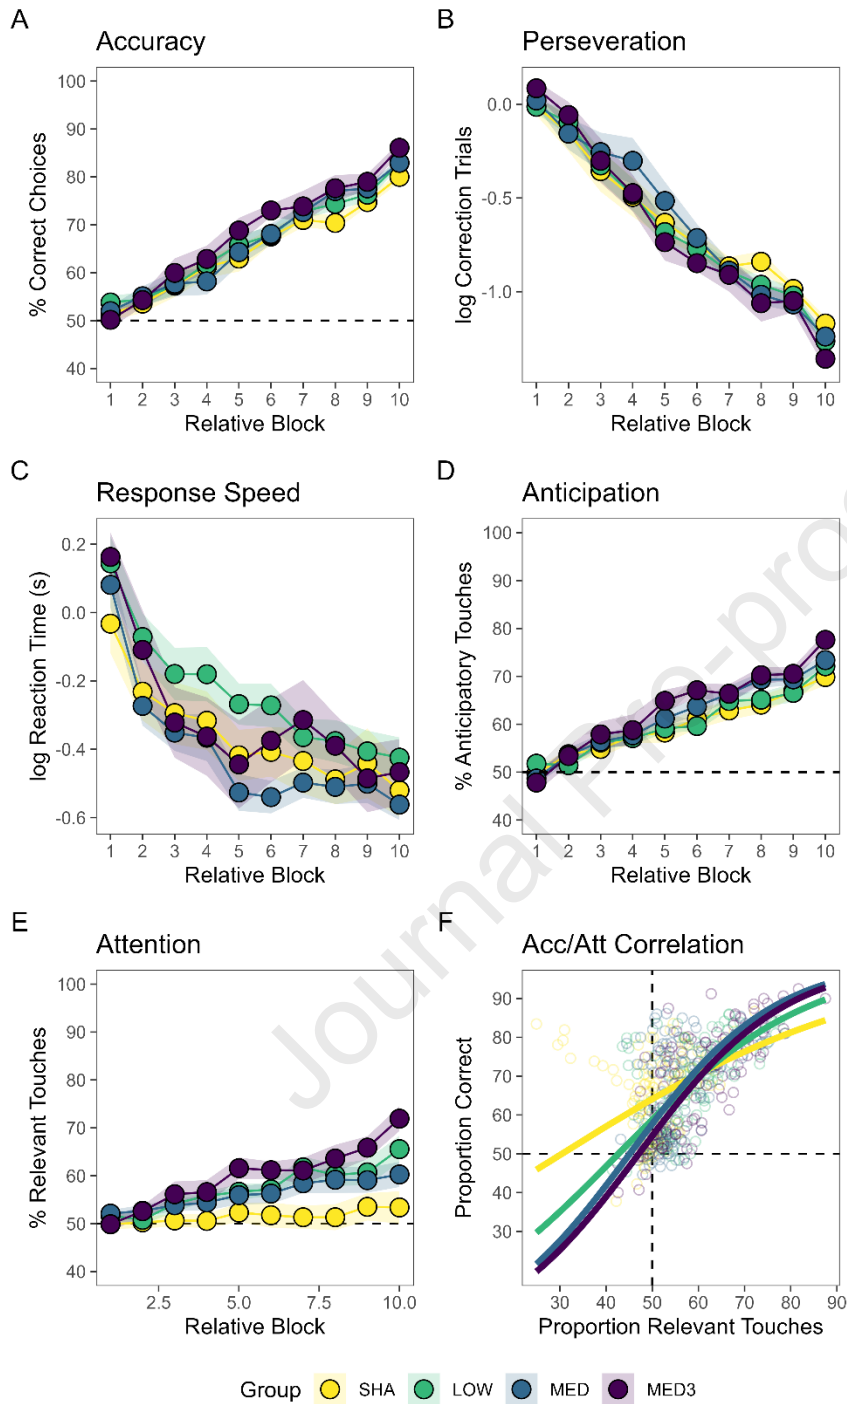 A
Accuracy
% Correct Choices
100
90
80
70
60
50
40
1 2 3 4 5 6 7 8 9 10
Relative Block
B
Perseveration
log Correction Trials
0.0
-0.5
-1.0
1 2 3 4 5 6 7 8 9 10
Relative Block
C
Response Speed
log Reaction Time (s)
0.2
0.0
-0.2
-0.4
-0.6
1 2 3 4 5 6 7 8 9 10
Relative Block
D
Anticipation
% Anticipatory Touches
100
90
80
70
60
50
40
1 2 3 4 5 6 7 8 9 10
Relative Block
E
Attention
% Relevant Touches
100
90
80
70
60
50
40
2.5 5.0 7.5 10.0
Relative Block
F
Acc/Att Correlation
Proportion Correct
90
80
70
60
50
40
30
30 40 50 60 70 80 90
Proportion Relevant Touches
Group SHA LOW MED MED3
Journal Pre-proo